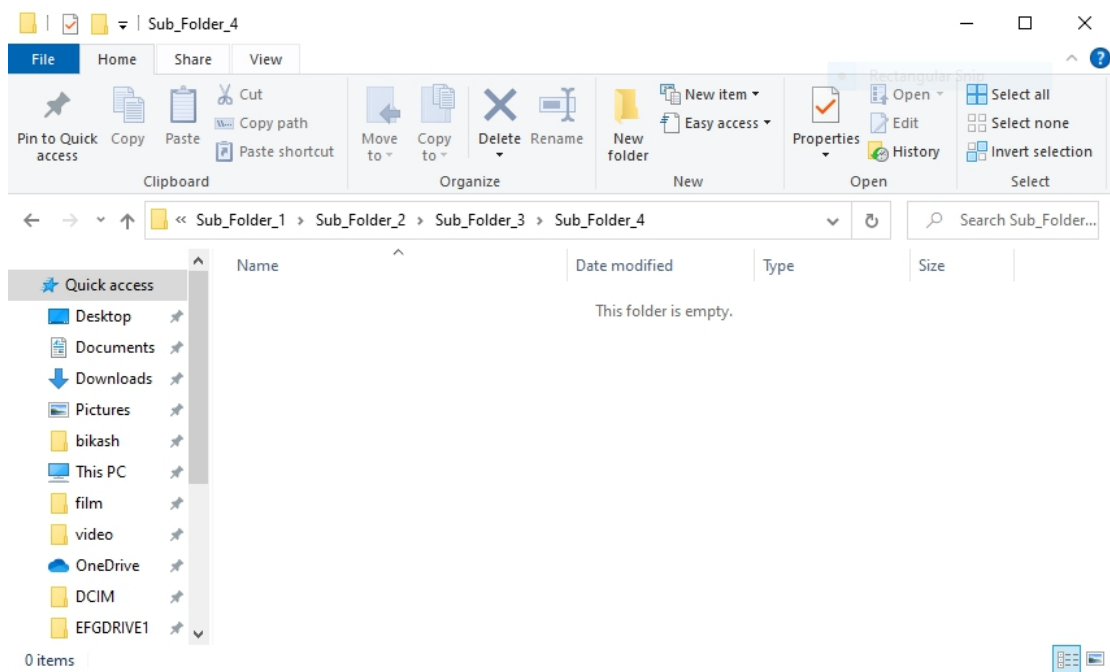 Sub_Folder_4
File Home Share View
Rectangular Snip
Pin to Quick access
Copy
Paste
Cut
Copy path
Paste shortcut
Clipboard
Move to
Copy to
Delete
Rename
Organize
New folder
New item
Easy access
New
Properties
Open
Edit
History
Open
Select all
Select none
Invert selection
Select
« Sub_Folder_1 > Sub_Folder_2 > Sub_Folder_3 > Sub_Folder_4
Search Sub_Folder...
Name Date modified Type Size
This folder is empty.
Quick access
Desktop
Documents
Downloads
Pictures
bikash
This PC
film
video
OneDrive
DCIM
EFGDRIVE1
0 items